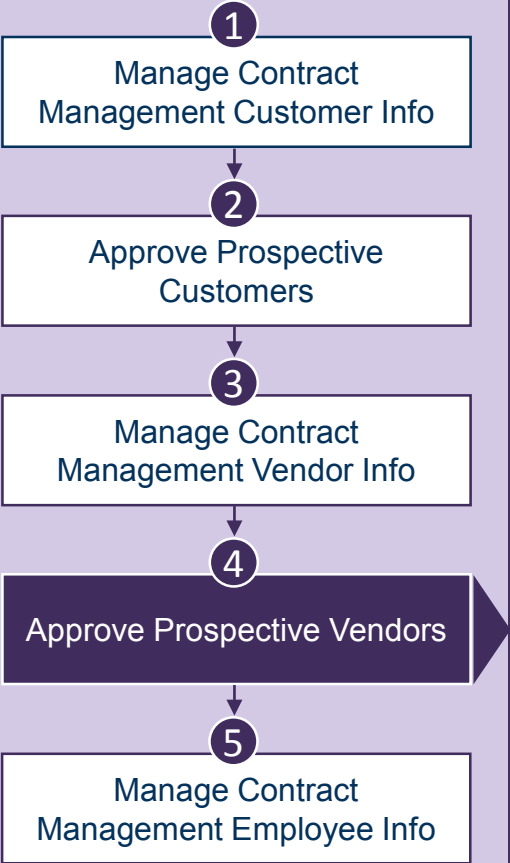 1
Manage Contract
Management Customer Info
2
Approve Prospective
Customers
3
Manage Contract
Management Vendor Info
4
Approve Prospective Vendors
5
Manage Contract
Management Employee Info